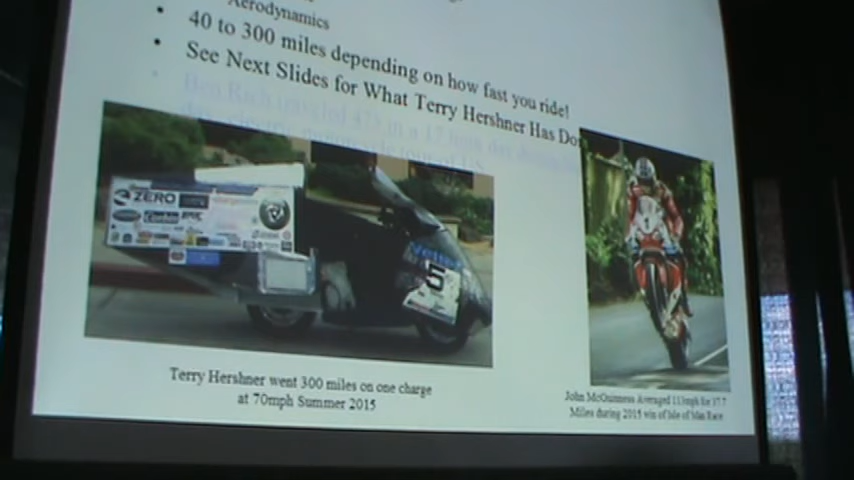 Aerodynamics
• 40 to 300 miles depending on how fast you ride!
• See Next Slides for What Terry Hershner Has Do
ZERO
5
Terry Hershner went 300 miles on one charge
at 70mph Summer 2015
John McGuinness Averaged 113mph for 37.7
Miles during 2015 win of Isle of Man Race